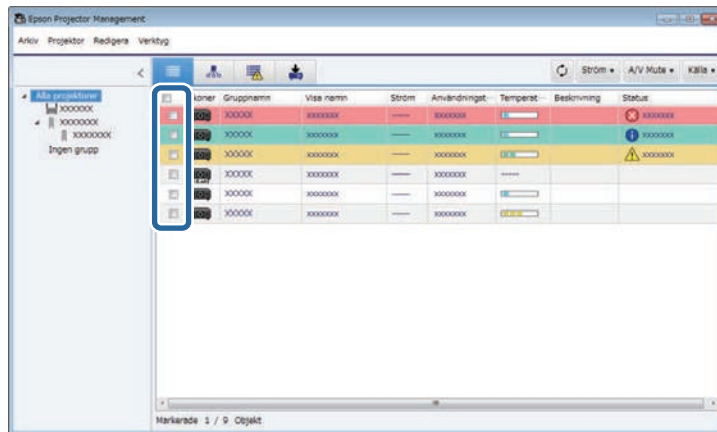 Epson Projector Management
Arkiv Projektor Redigera Verktyg
Ström A/V Mute Källa
Alla projektorer
XXXXXXX
XXXXXXX
XXXXXXX
Ingen grupp
koner Gruppnamn Visa namn Ström Användningst··· Temperat··· Beskrivning Status
XXXXX XXXXXXX ---- XXXXXXX XXXXXXX
XXXXX XXXXXXX ---- XXXXXXX XXXXXXX
XXXXX XXXXXXX ---- XXXXXXX XXXXXXX
XXXXX XXXXXXX ---- XXXXXXX -----
XXXXX XXXXXXX ---- XXXXXXX
XXXXX XXXXXXX ---- XXXXXXX
Markerade 1 / 9 Objekt